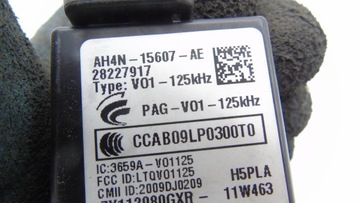 AH4N-15607-AE
28227917
Type: V01-125kHz
PAG-V01-125kHz
CCAB09LP0300T0
IC:3659A-V01125
FCC ID:LTQV01125
CMII ID:2009DJ0209
H5PLA
11W463